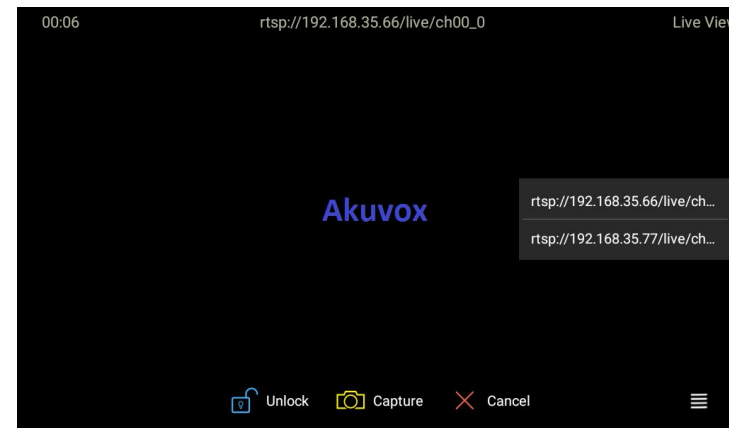 00:06 rtsp://192.168.35.66/live/ch00_0 Live Vie
Akuvox
rtsp://192.168.35.66/live/ch...
rtsp://192.168.35.77/live/ch...
Unlock Capture Cancel